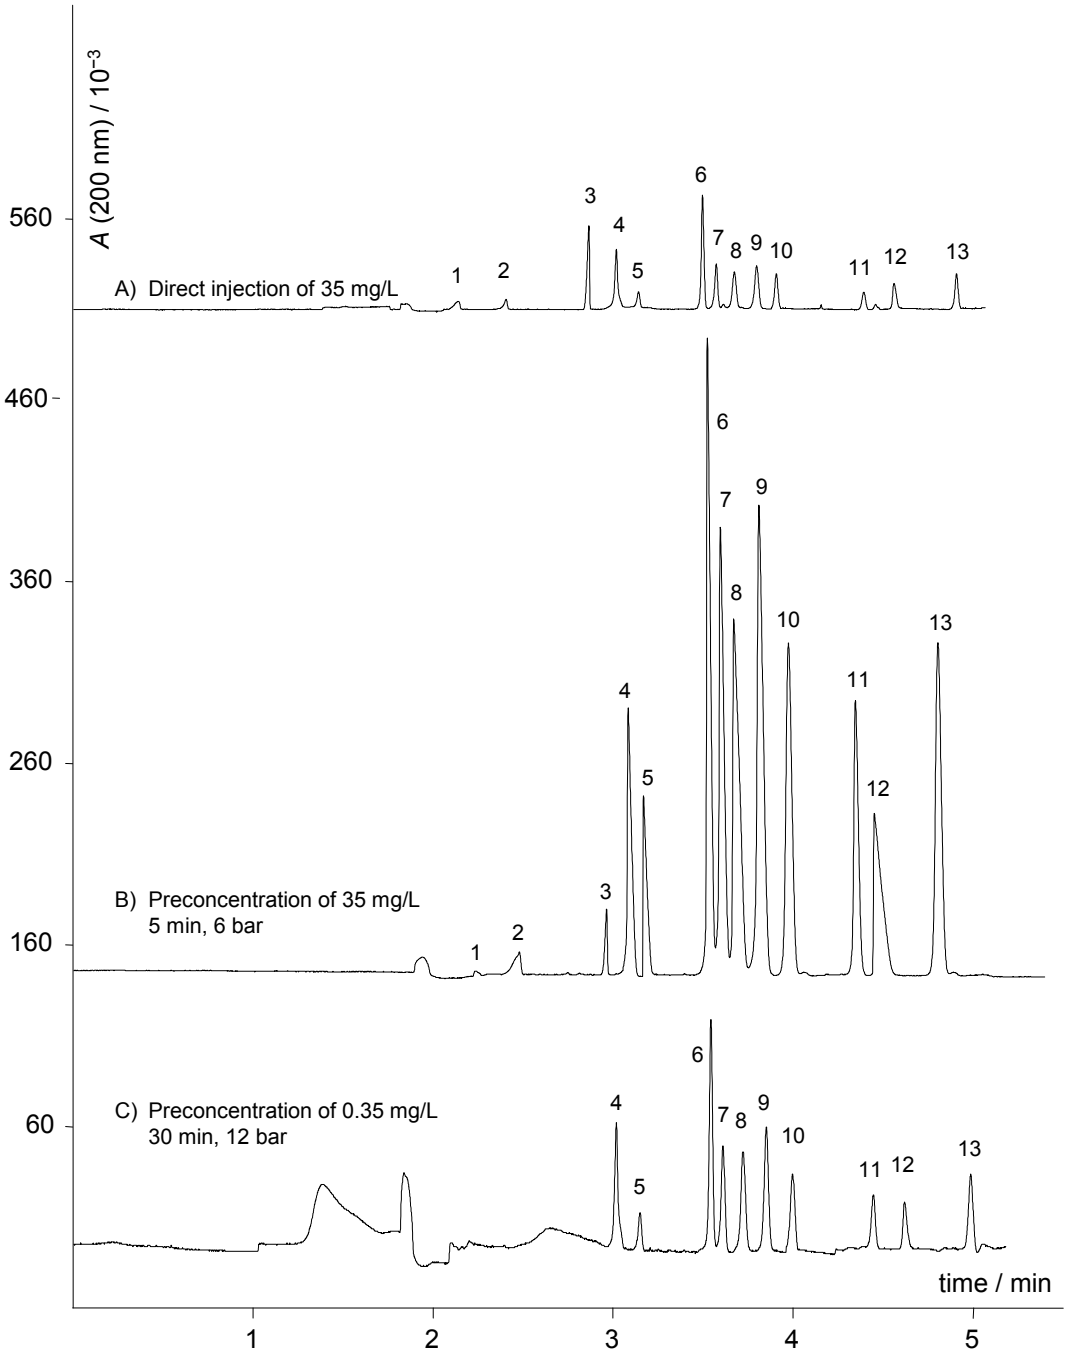 A (200 nm) / 10⁻³
560
460
360
260
160
60
A) Direct injection of 35 mg/L
1 2 3 4 5 6 7 8 9 10 11 12 13
B) Preconcentration of 35 mg/L
5 min, 6 bar
1 2 3 4 5 6 7 8 9 10 11 12 13
C) Preconcentration of 0.35 mg/L
30 min, 12 bar
4 5 6 7 8 9 10 11 12 13
time / min
1 2 3 4 5